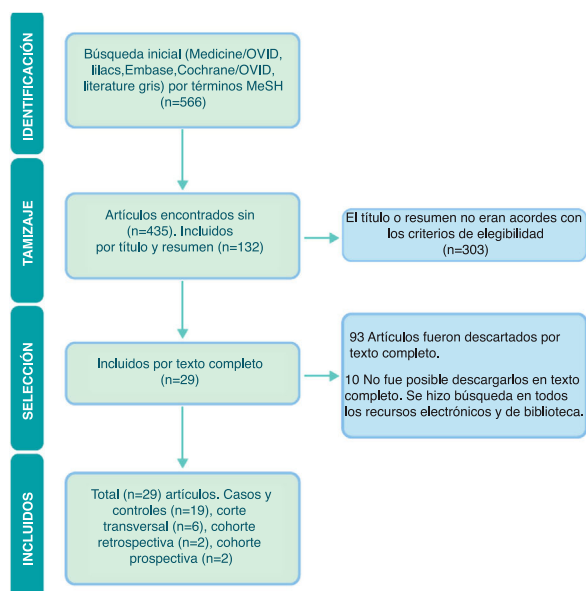 IDENTIFICACIÓN
Búsqueda inicial (Medicine/OVID,
lilacs,Embase,Cochrane/OVID,
literature gris) por términos MeSH
(n=566)
TAMIZAJE
Artículos encontrados sin
(n=435). Incluidos
por título y resumen (n=132)
El título o resumen no eran acordes con
los criterios de elegibilidad
(n=303)
SELECCIÓN
Incluidos por texto completo
(n=29)
93 Artículos fueron descartados por
texto completo.
10 No fue posible descargarlos en texto
completo. Se hizo búsqueda en todos
los recursos electrónicos y de biblioteca.
INCLUIDOS
Total (n=29) artículos. Casos y
controles (n=19), corte
transversal (n=6), cohorte
retrospectiva (n=2), cohorte
prospectiva (n=2)